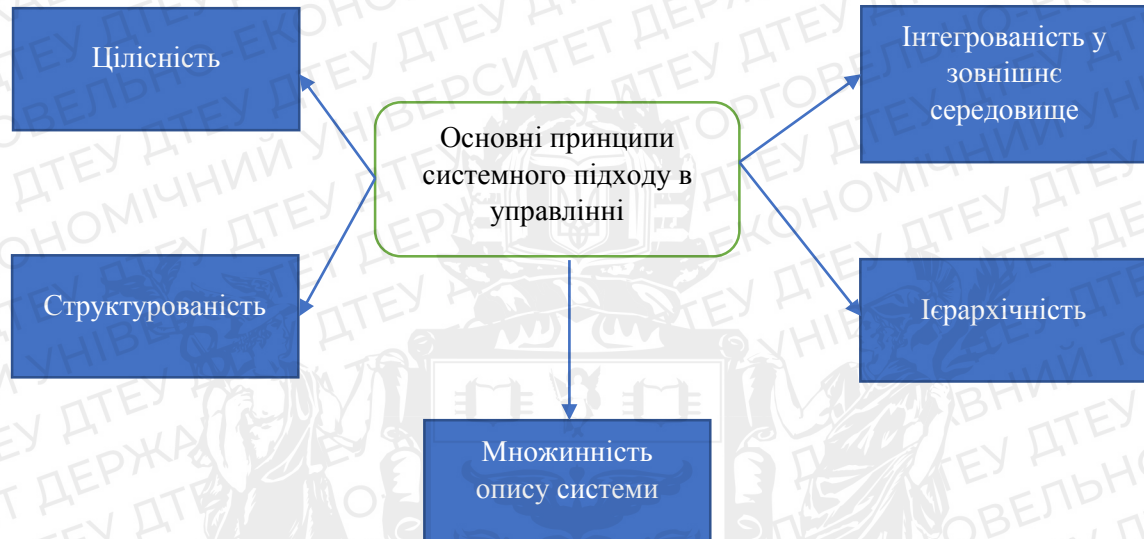 Цілісність
Інтегрованість у
зовнішнє
середовище
Основні принципи
системного підходу в
управлінні
Структурованість
Ієрархічність
Множинність
опису системи